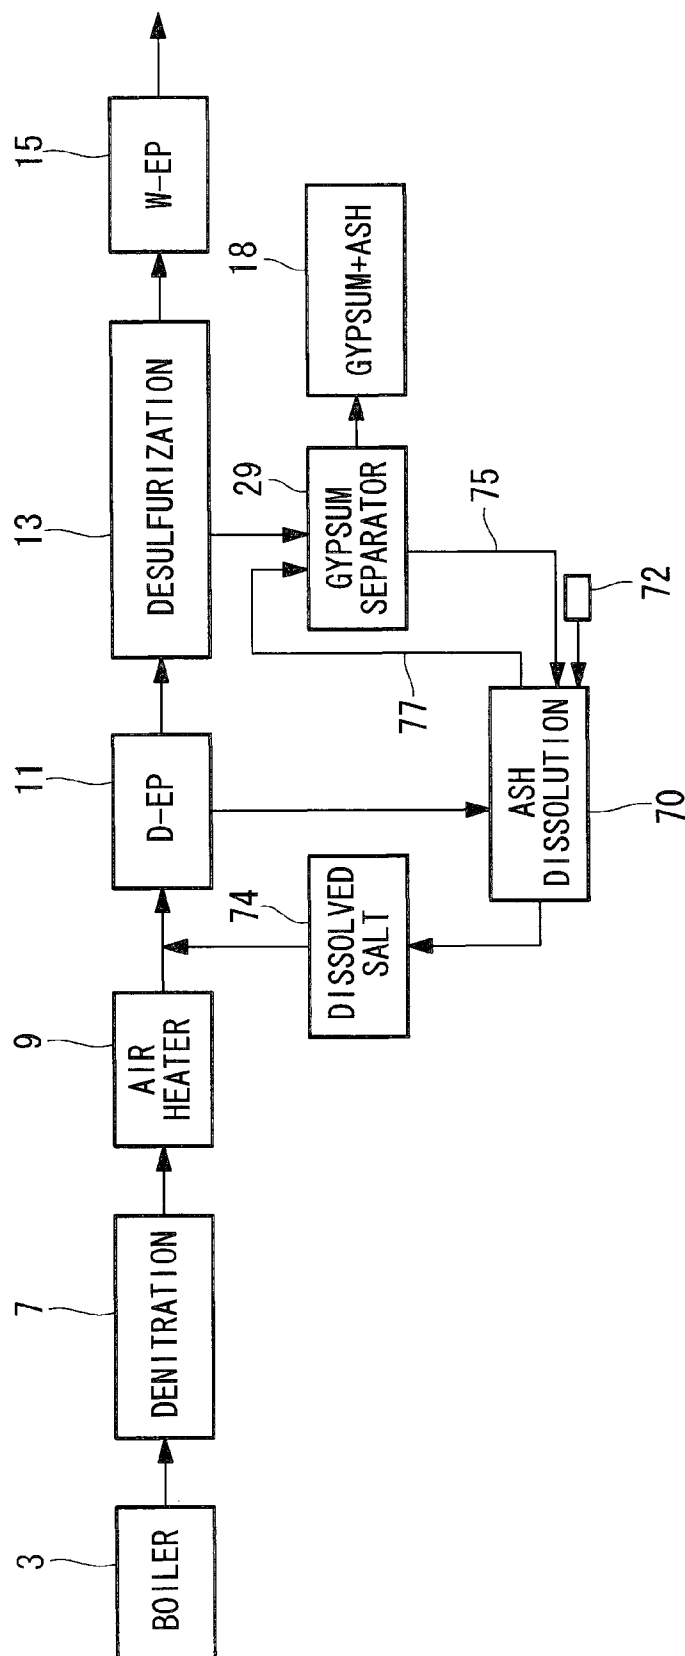 3
BOILER
7
DENITRATION
9
AIR
HEATER
11
D-EP
13
DESULFURIZATION
15
W-EP
74
DISSOLVED
SALT
29
GYPSUM
SEPARATOR
18
GYPSUM+ASH
77
75
ASH
DISSOLUTION
70
72